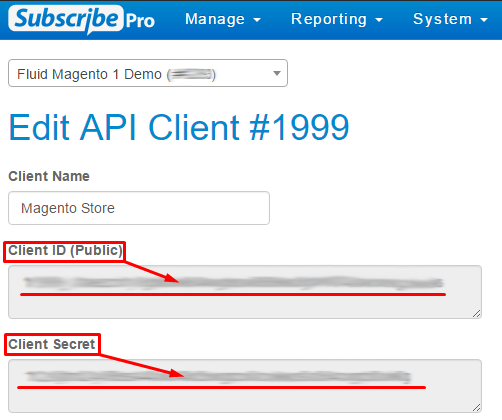 Subscribe Pro Manage Reporting System
Fluid Magento 1 Demo ( )
Edit API Client #1999
Client Name
Magento Store
Client ID (Public)
Client Secret